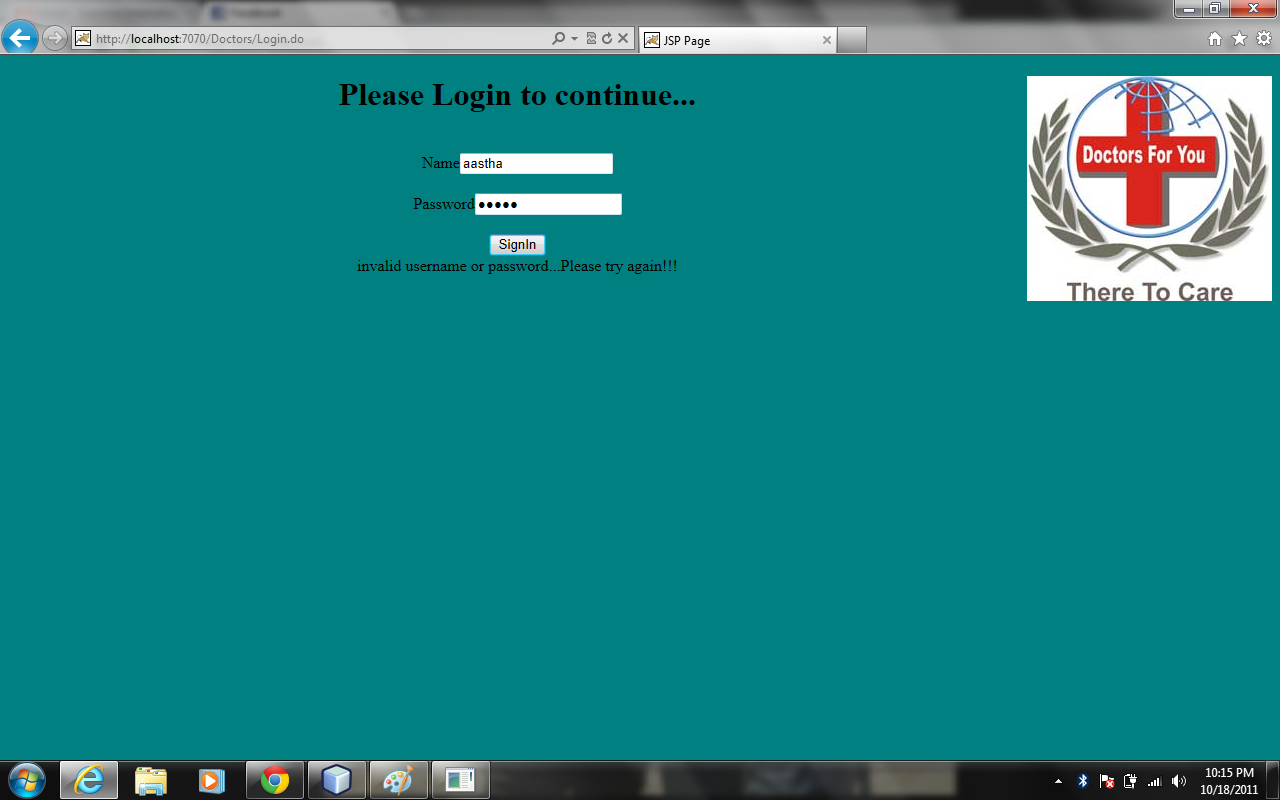 http://localhost:7070/Doctors/Login.do
JSP Page
Please Login to continue...
Name aastha
Password •••••
SignIn
invalid username or password...Please try again!!!
Doctors For You
There To Care
10:15 PM
10/18/2011